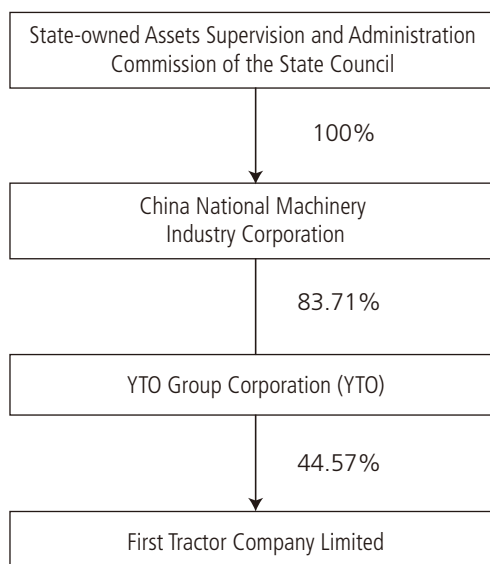 State-owned Assets Supervision and Administration
Commission of the State Council
100%
China National Machinery
Industry Corporation
83.71%
YTO Group Corporation (YTO)
44.57%
First Tractor Company Limited